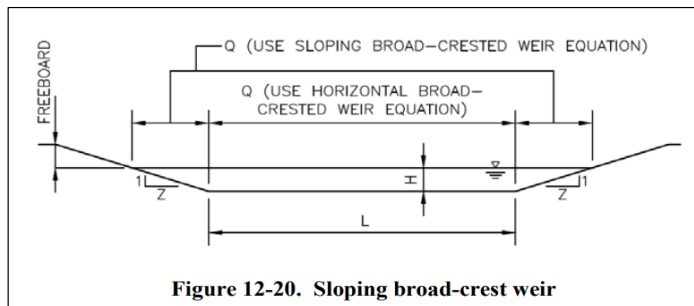 Q (USE SLOPING BROAD-CRESTED WEIR EQUATION)
FREEBOARD
Q (USE HORIZONTAL BROAD-
CRESTED WEIR EQUATION)
1
Z
H
1
Z
L
Figure 12-20. Sloping broad-crest weir